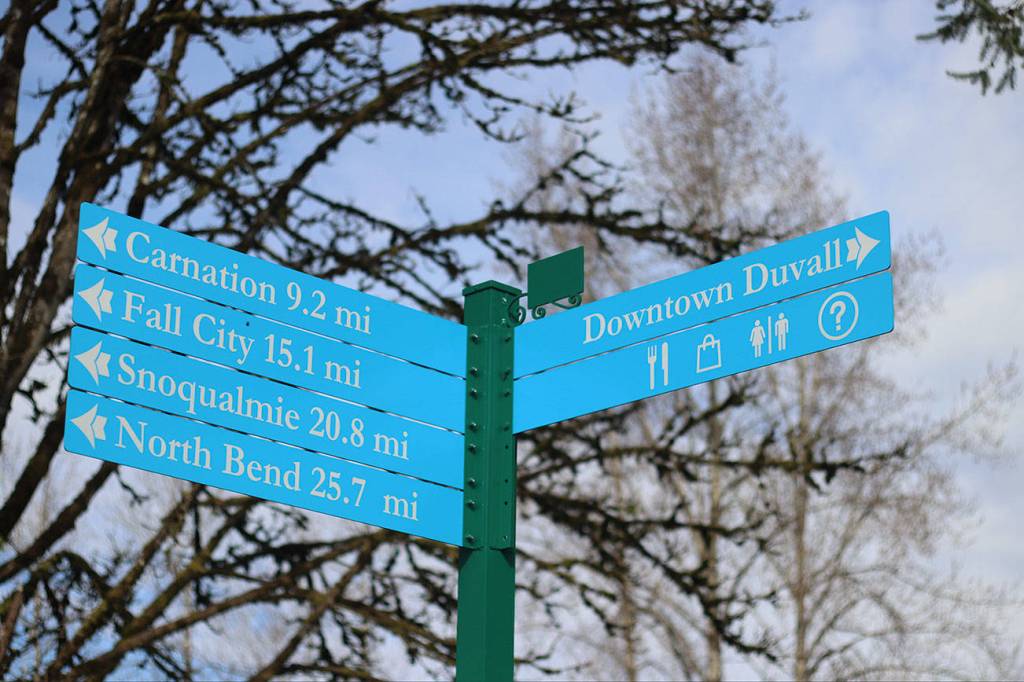 Carnation 9.2 mi
Fall City 15.1 mi
Snoqualmie 20.8 mi
North Bend 25.7 mi
Downtown Duvall
?